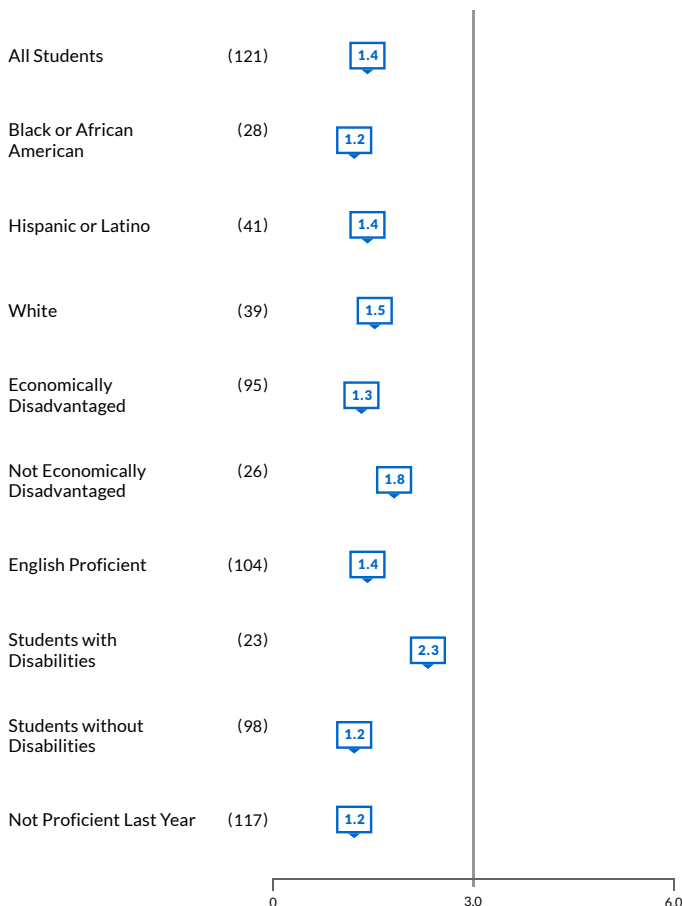 All Students (121) 1.4
Black or African (28)
American
1.2
Hispanic or Latino (41) 1.4
White (39) 1.5
Economically (95)
Disadvantaged
1.3
Not Economically (26)
Disadvantaged
1.8
English Proficient (104) 1.4
Students with (23)
Disabilities
2.3
Students without (98)
Disabilities
1.2
Not Proficient Last Year (117) 1.2
0 3.0 6.0